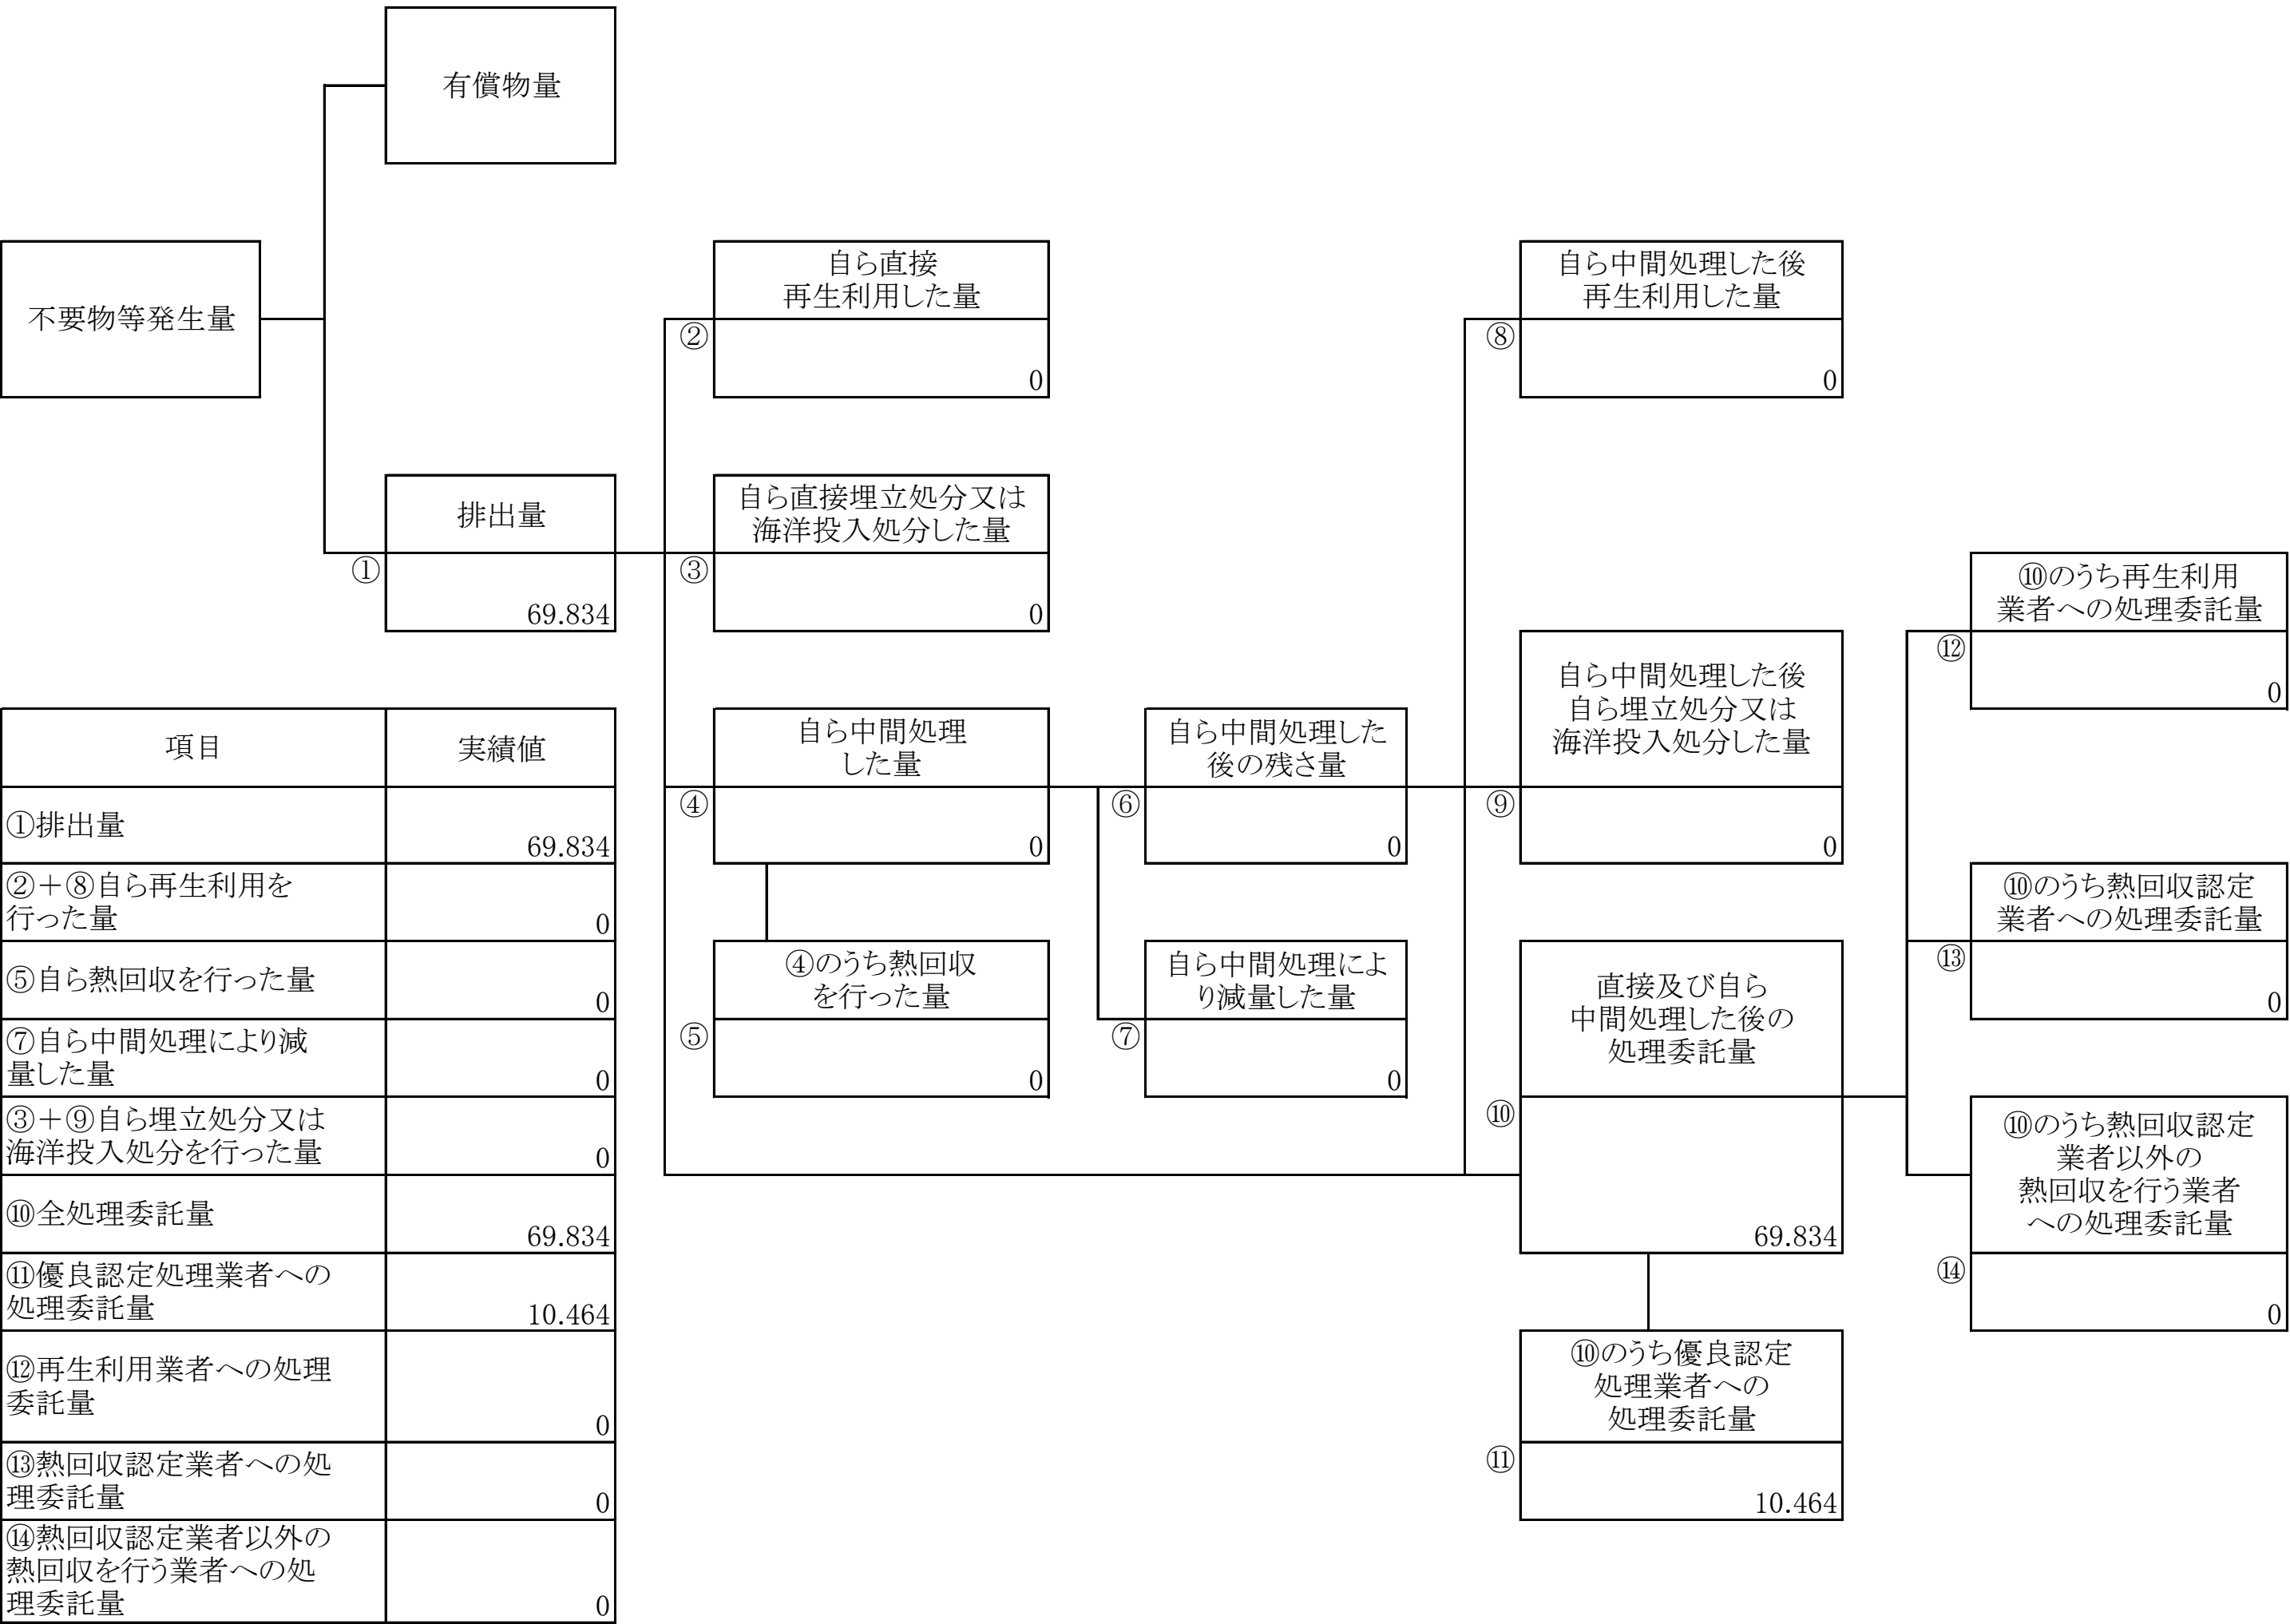 有償物量
不要物等発生量
自ら直接
再生利用した量
②
0
自ら中間処理した後
再生利用した量
⑧
0
排出量
①
69.834
自ら直接埋立処分又は
海洋投入処分した量
③
0
⑩のうち再生利用
業者への処理委託量
⑫
0
自ら中間処理した後
自ら埋立処分又は
海洋投入処分した量
⑨
0
自ら中間処理
した量
④
0
自ら中間処理した
後の残さ量
⑥
0
⑩のうち熱回収認定
業者への処理委託量
⑬
0
④のうち熱回収
を行った量
⑤
0
自ら中間処理によ
り減量した量
⑦
0
直接及び自ら
中間処理した後の
処理委託量
⑩
69.834
⑩のうち熱回収認定
業者以外の
熱回収を行う業者
への処理委託量
⑭
0
⑩のうち優良認定
処理業者への
処理委託量
⑪
10.464
項目 実績値
①排出量
69.834
②+⑧自ら再生利用を
行った量
0
⑤自ら熱回収を行った量
0
⑦自ら中間処理により減
量した量
0
③+⑨自ら埋立処分又は
海洋投入処分を行った量
0
⑩全処理委託量
69.834
⑪優良認定処理業者への
処理委託量
10.464
⑫再生利用業者への処理
委託量
0
⑬熱回収認定業者への処
理委託量
0
⑭熱回収認定業者以外の
熱回収を行う業者への処
理委託量
0